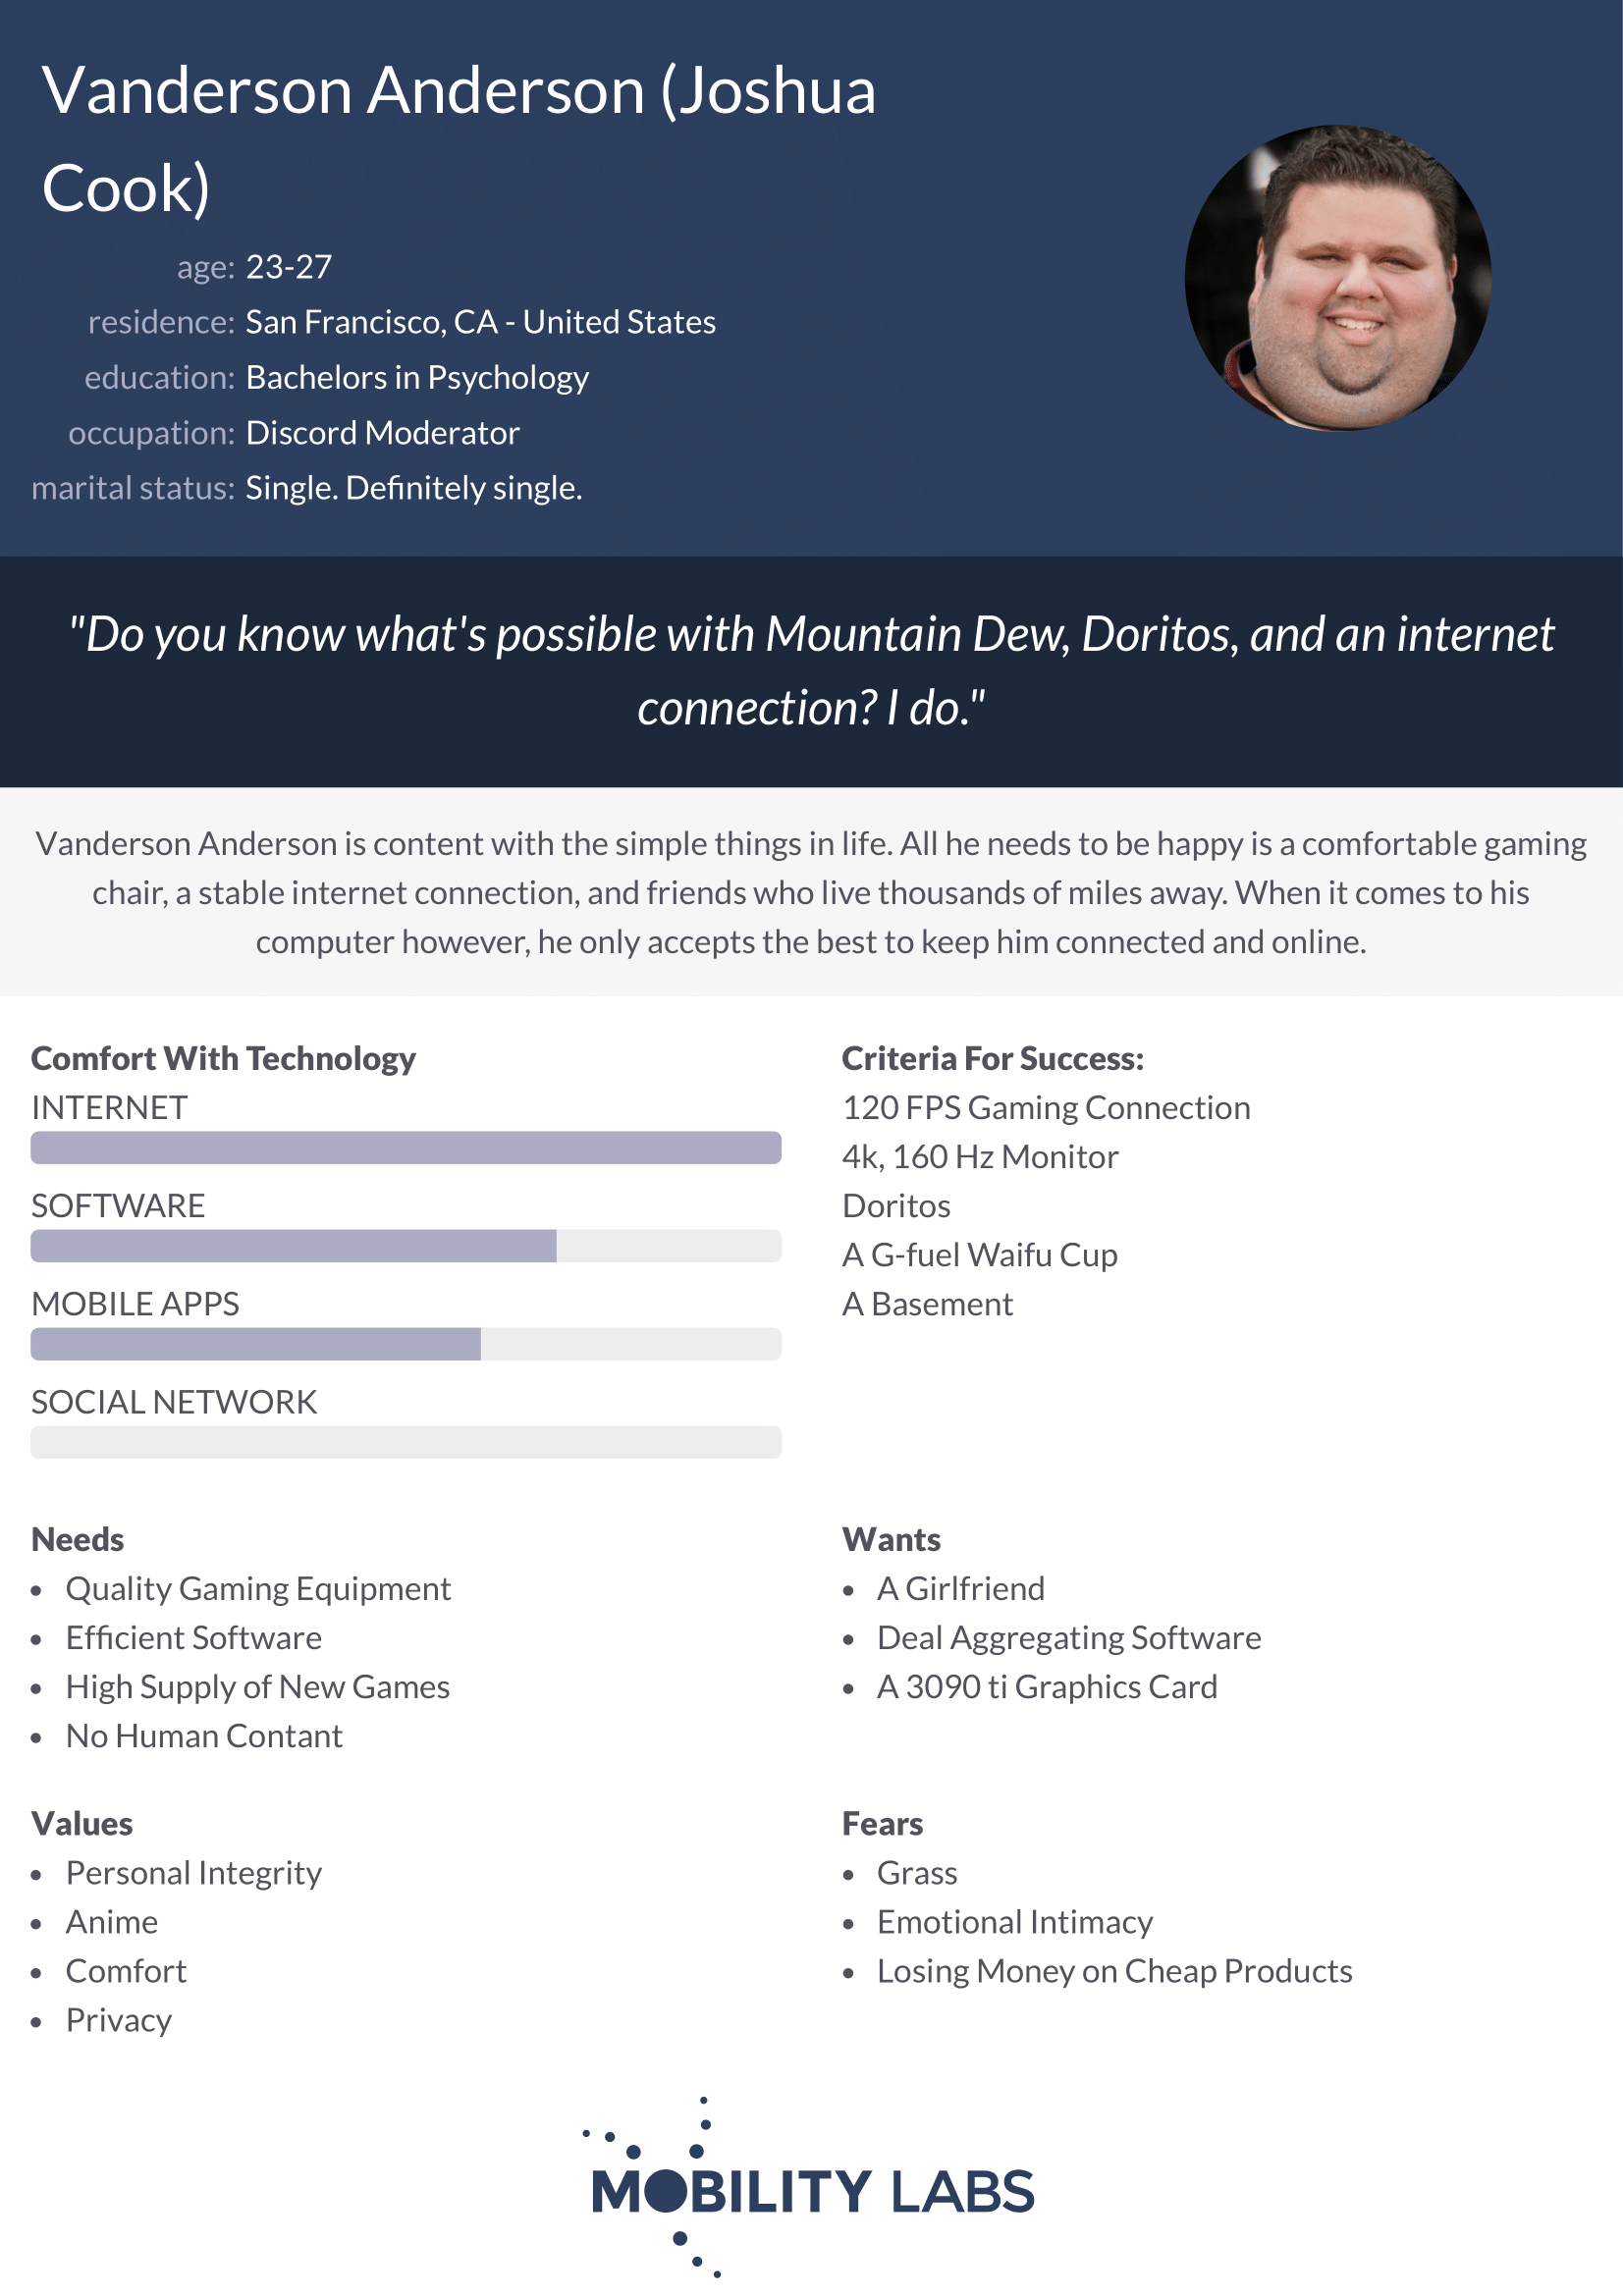 Vanderson Anderson (Joshua
Cook)
age: 23-27
residence: San Francisco, CA - United States
education: Bachelors in Psychology
occupation: Discord Moderator
marital status: Single. Definitely single.
"Do you know what's possible with Mountain Dew, Doritos, and an internet
connection? I do."
Vanderson Anderson is content with the simple things in life. All he needs to be happy is a comfortable gaming
chair, a stable internet connection, and friends who live thousands of miles away. When it comes to his
computer however, he only accepts the best to keep him connected and online.
Comfort With Technology
INTERNET
SOFTWARE
MOBILE APPS
SOCIAL NETWORK
Criteria For Success:
120 FPS Gaming Connection
4k, 160 Hz Monitor
Doritos
A G-fuel Waifu Cup
A Basement
Needs
• Quality Gaming Equipment
• Efficient Software
• High Supply of New Games
• No Human Contant
Wants
• A Girlfriend
• Deal Aggregating Software
• A 3090 ti Graphics Card
Values
• Personal Integrity
• Anime
• Comfort
• Privacy
Fears
• Grass
• Emotional Intimacy
• Losing Money on Cheap Products
MOBILITY LABS